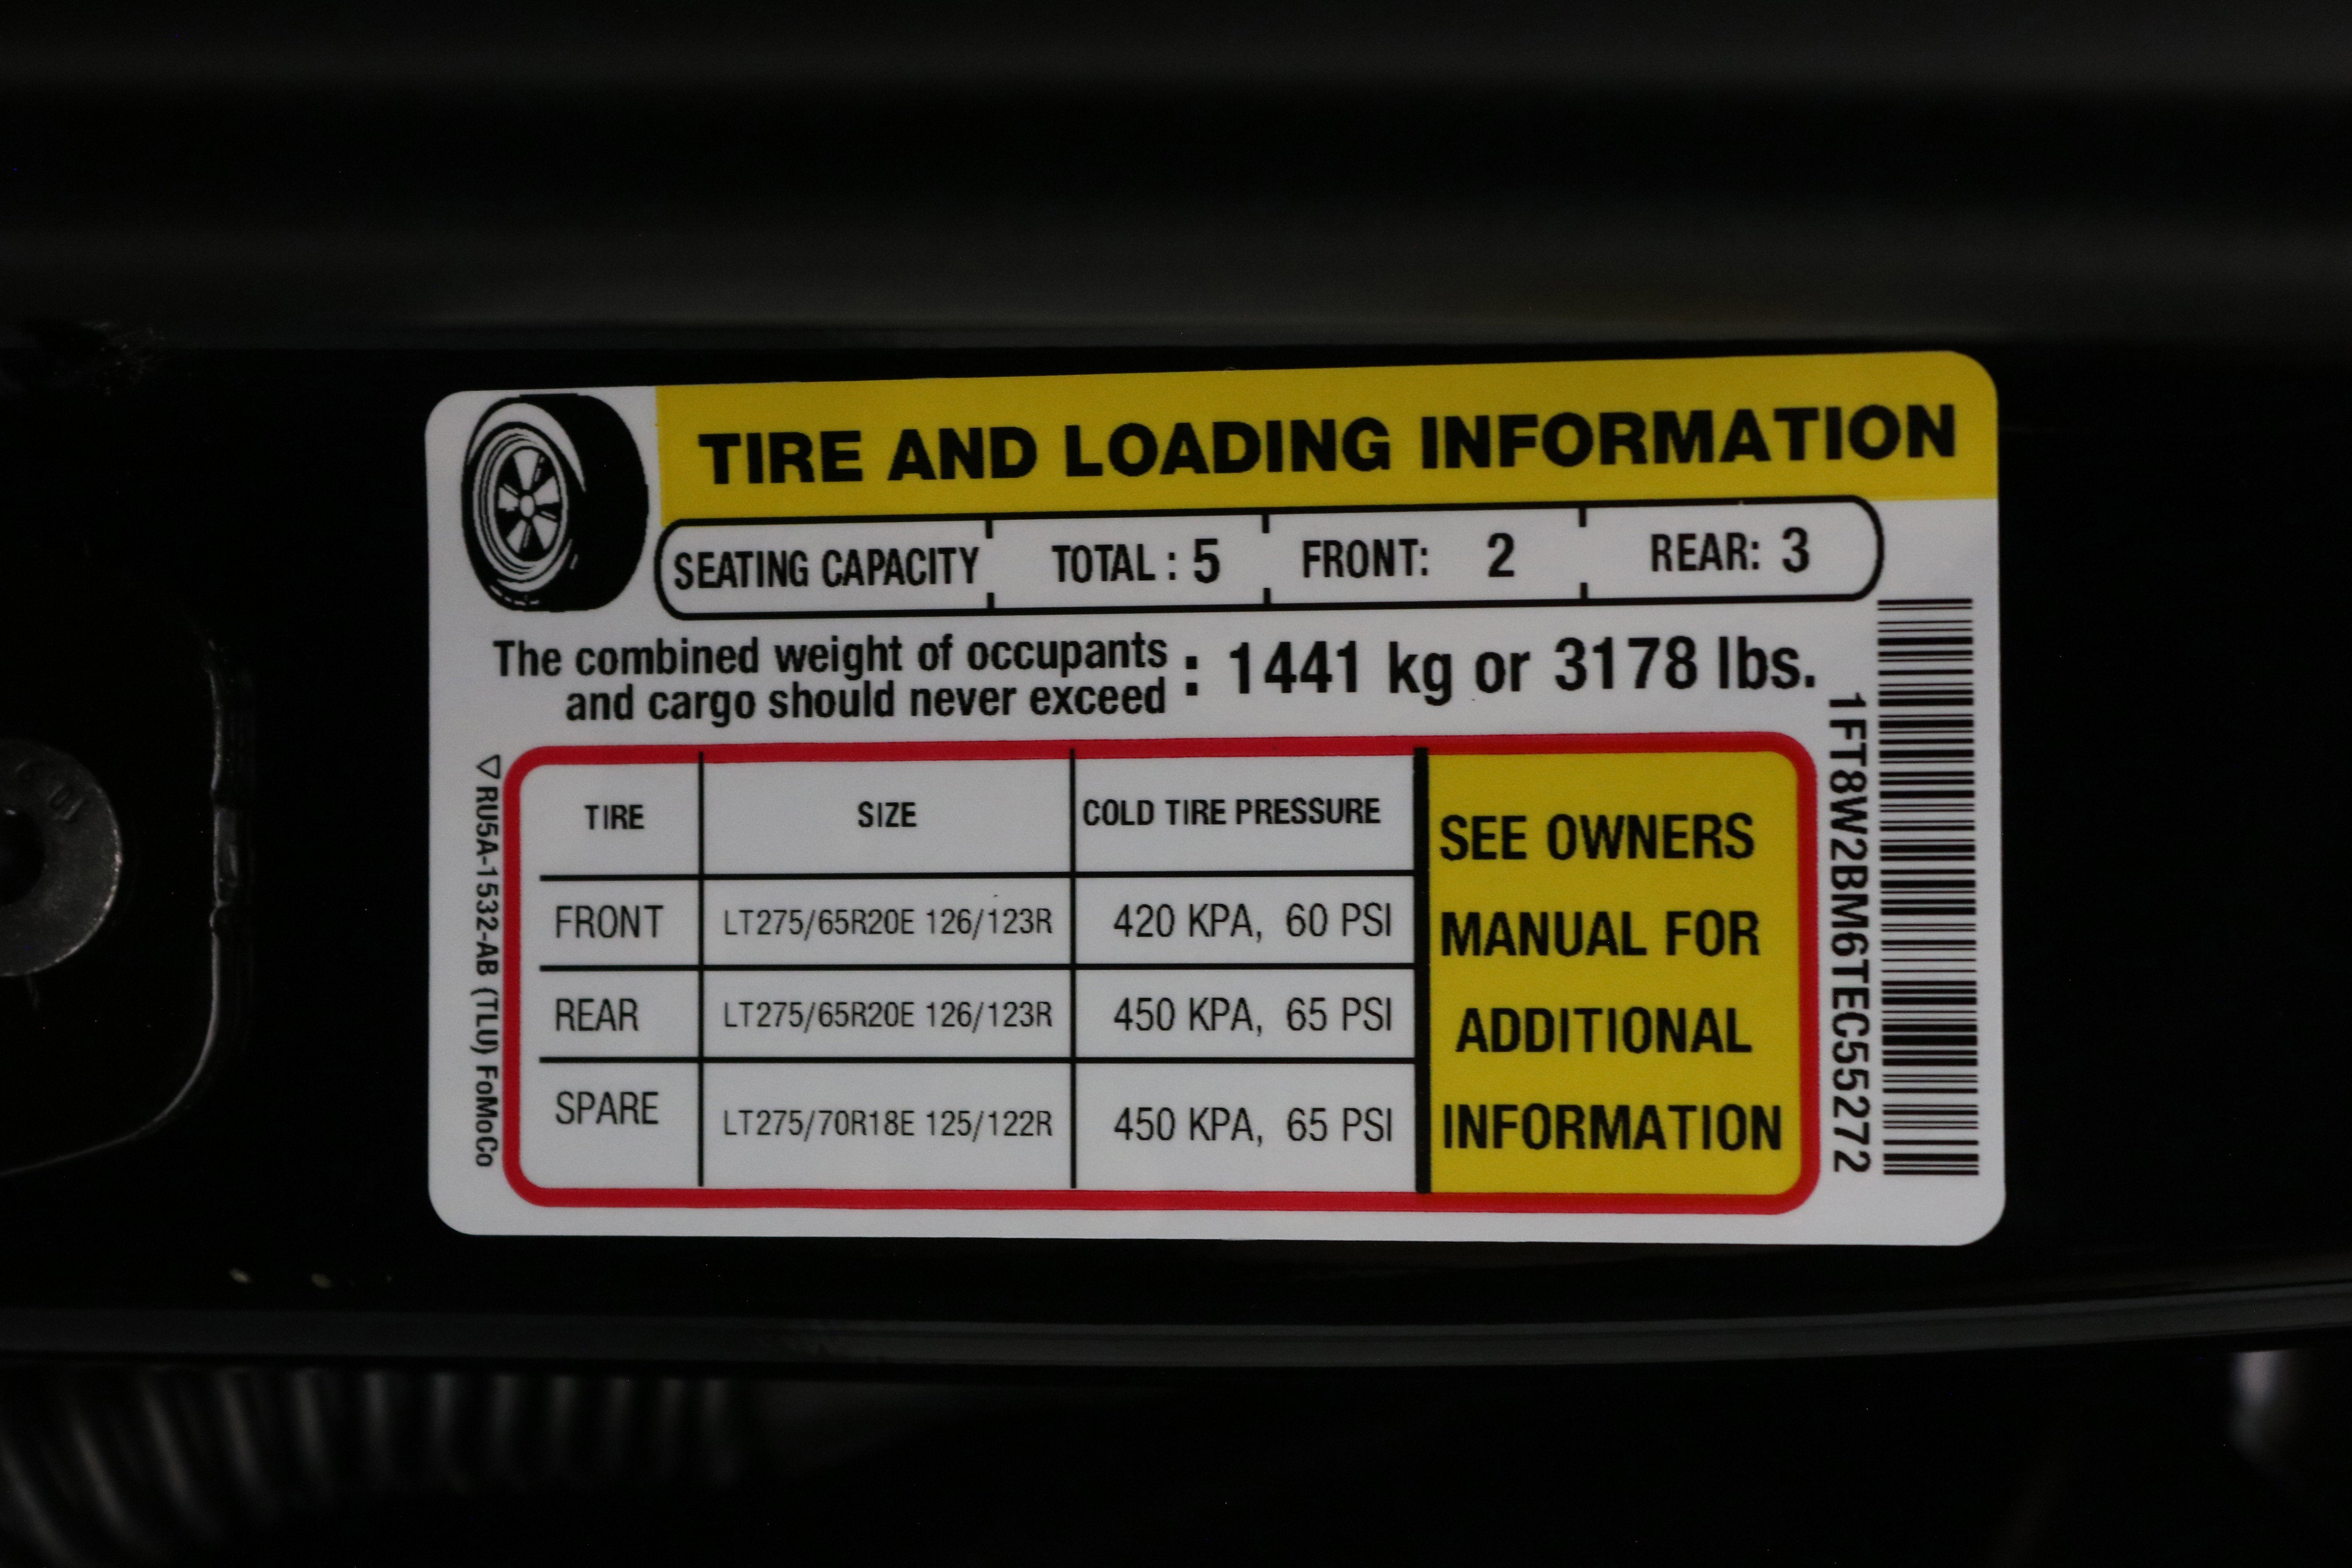 TIRE AND LOADING INFORMATION
SEATING CAPACITY TOTAL : 5 FRONT: 2 REAR: 3
The combined weight of occupants
and cargo should never exceed : 1441 kg or 3178 lbs.
TIRE SIZE COLD TIRE PRESSURE
FRONT LT275/65R20E 126/123R 420 KPA, 60 PSI
REAR LT275/65R20E 126/123R 450 KPA, 65 PSI
SPARE LT275/70R18E 125/122R 450 KPA, 65 PSI
SEE OWNERS
MANUAL FOR
ADDITIONAL
INFORMATION
RU5A-1532-AB (TLU) FoMoCo
1FT8W2BM6TEC55272